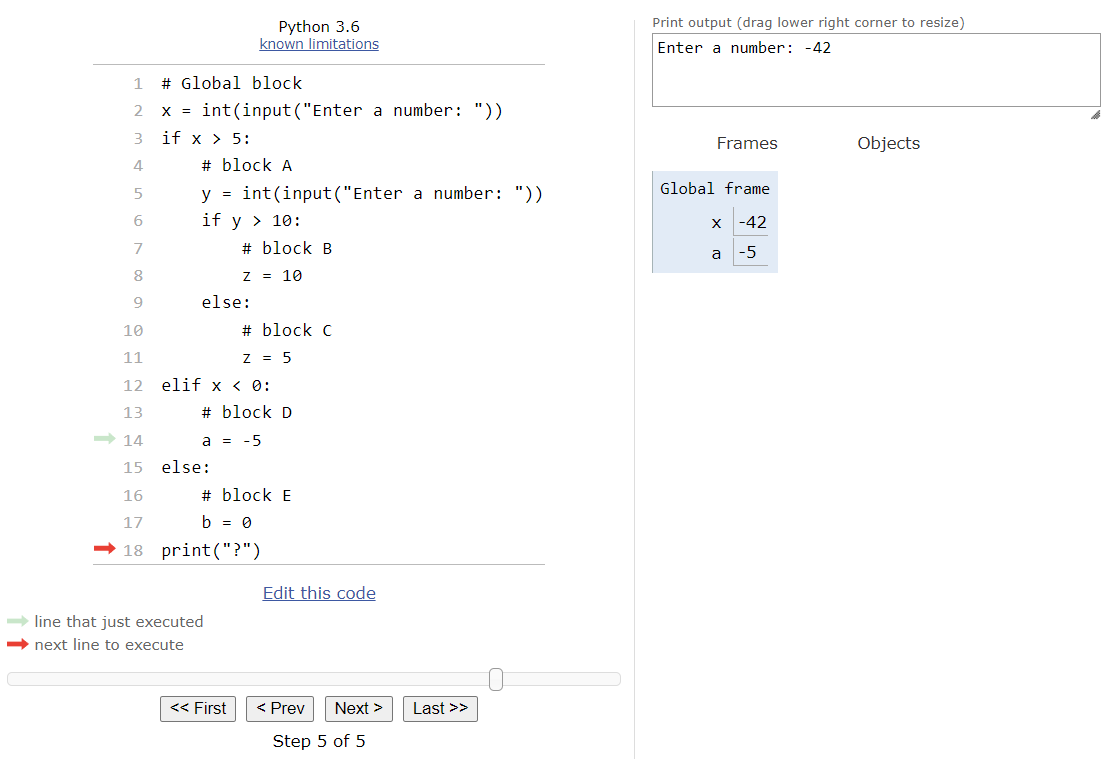 Python 3.6
known limitations
1 # Global block
2 x = int(input("Enter a number: "))
3 if x > 5:
4     # block A
5     y = int(input("Enter a number: "))
6     if y > 10:
7         # block B
8         z = 10
9     else:
10         # block C
11         z = 5
12 elif x < 0:
13     # block D
14     a = -5
15 else:
16     # block E
17     b = 0
18 print("?")
Edit this code
line that just executed
next line to execute
<< First < Prev Next > Last >>
Step 5 of 5
Print output (drag lower right corner to resize)
Enter a number: -42
Frames Objects
Global frame
x -42
a -5